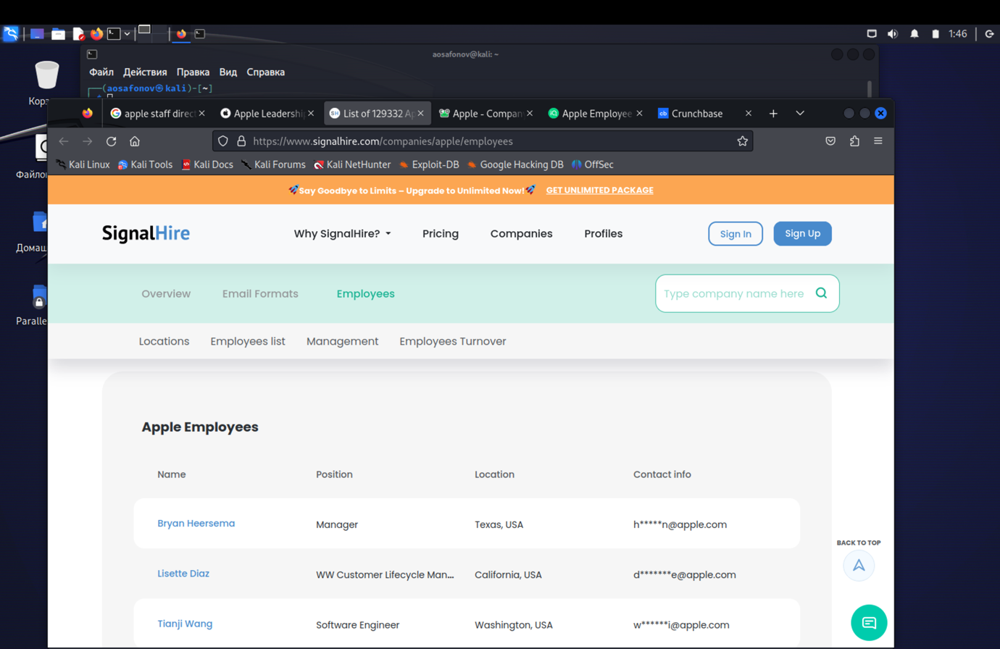 1:46
aosafonov@kali: ~
Файл Действия Правка Вид Справка
(aosafonov㉿kali)-[~]
apple staff direct Apple Leadershi List of 129332 Ap Apple - Compan Apple Employee Crunchbase
https://www.signalhire.com/companies/apple/employees
Kali Linux Kali Tools Kali Docs Kali Forums Kali NetHunter Exploit-DB Google Hacking DB OffSec
🚀Say Goodbye to Limits – Upgrade to Unlimited Now!🚀 GET UNLIMITED PACKAGE
SignalHire Why SignalHire? Pricing Companies Profiles Sign In Sign Up
Overview Email Formats Employees Type company name here
Locations Employees list Management Employees Turnover
Apple Employees
Name Position Location Contact info
Bryan Heersema Manager Texas, USA h*****n@apple.com
Lisette Diaz WW Customer Lifecycle Man... California, USA d*******e@apple.com
Tianji Wang Software Engineer Washington, USA w******i@apple.com
BACK TO TOP
Корз
Файлов
Домаш
Paralle